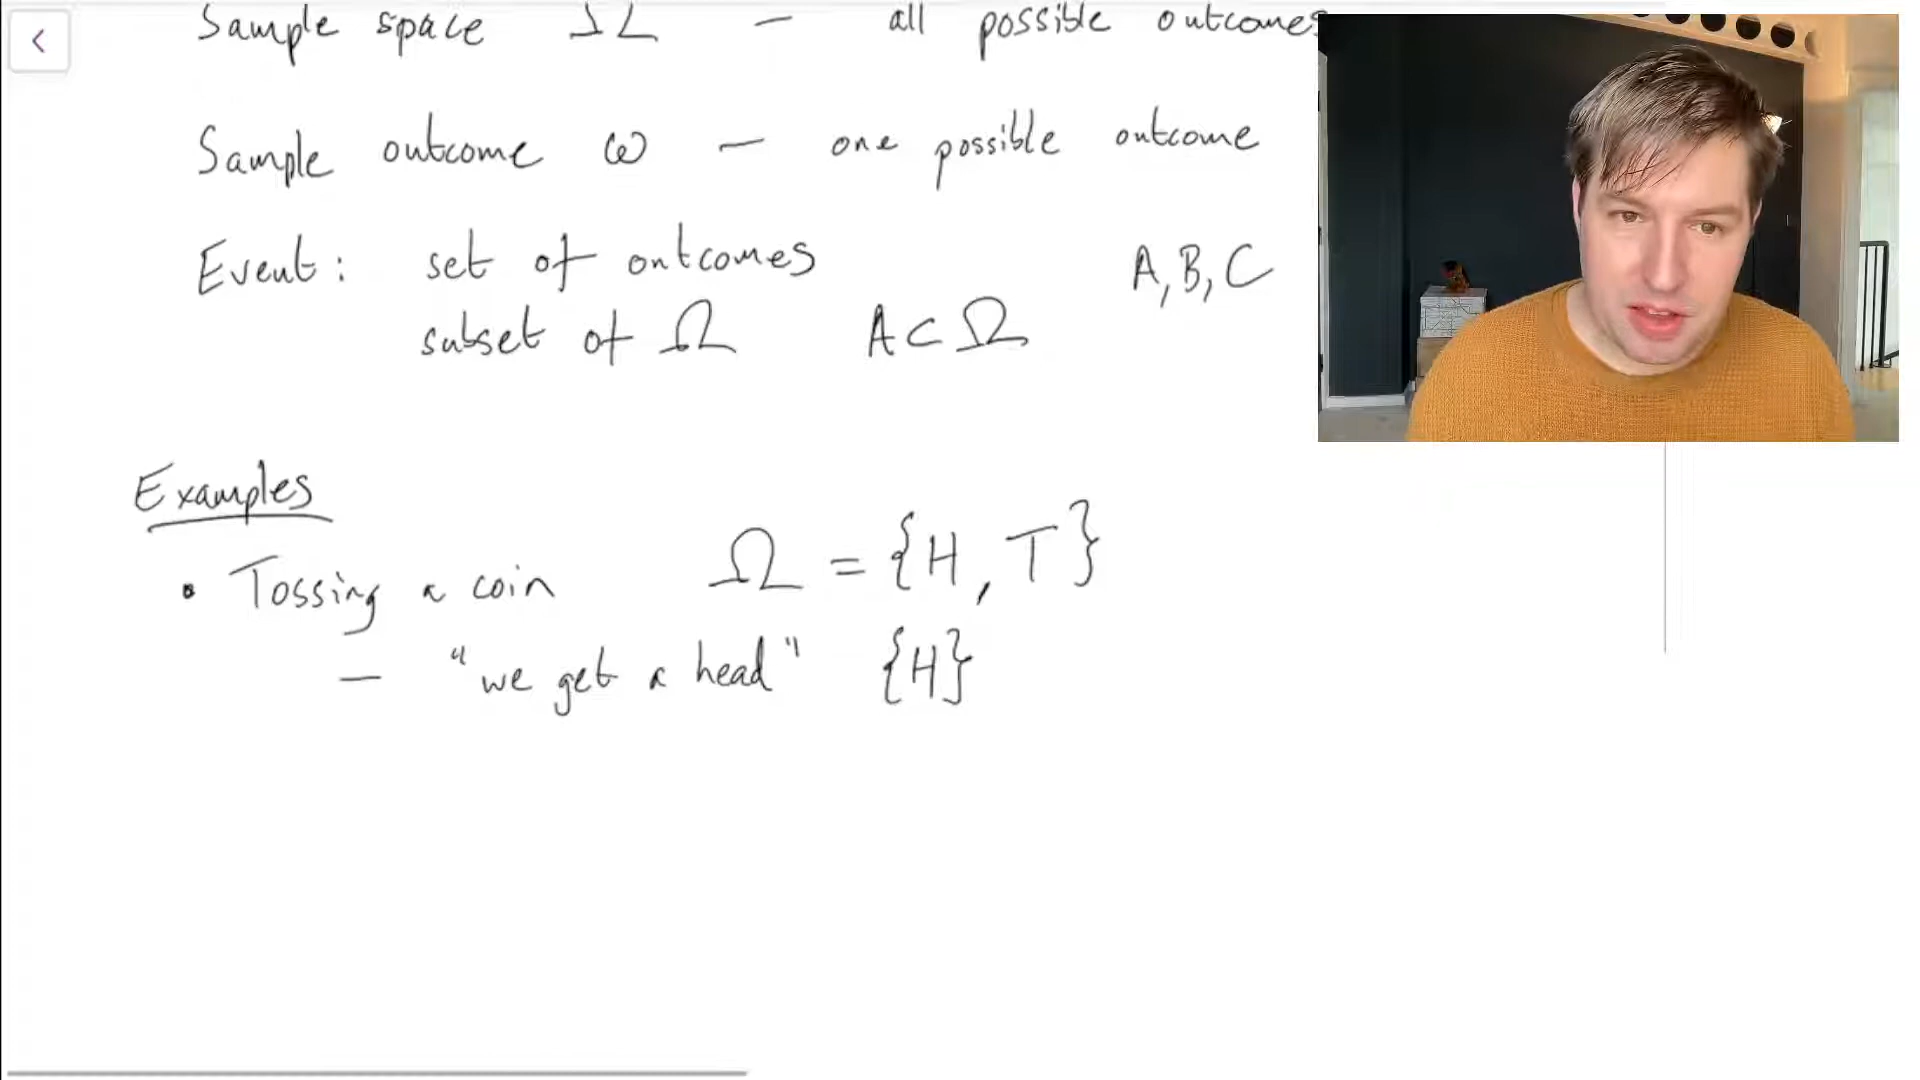 Sample space Ω — all possible outcomes
Sample outcome ω — one possible outcome
Event: set of outcomes A, B, C
subset of Ω A ⊂ Ω
Examples
• Tossing a coin Ω = {H, T}
— "we get a head" {H}